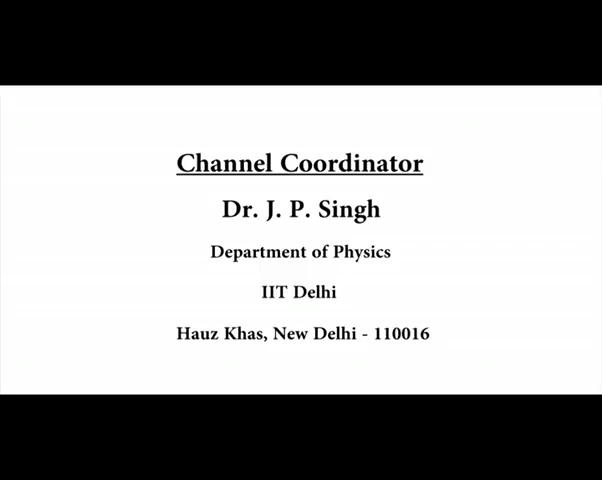 Channel Coordinator
Dr. J. P. Singh
Department of Physics
IIT Delhi
Hauz Khas, New Delhi - 110016